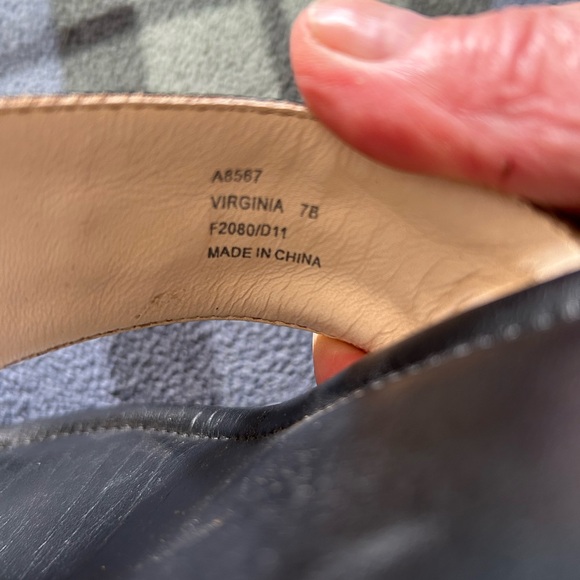 A8567
VIRGINIA 7B
F2080/D11
MADE IN CHINA